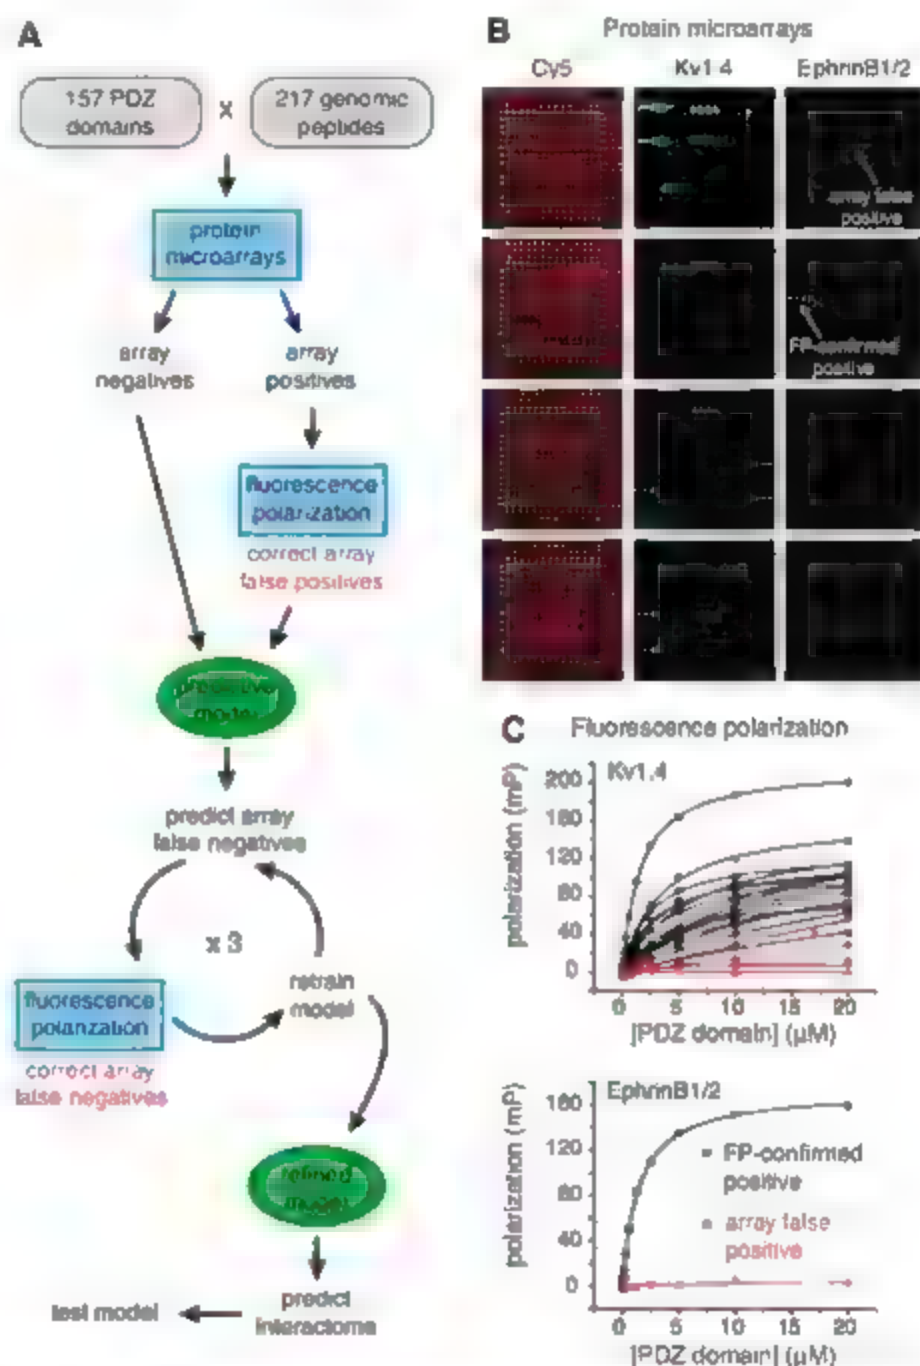 A
157 PDZ
domains
x
217 genomic
peptides
protein
microarrays
array
negatives
array
positives
fluorescence
polarization
correct array
false positives
predictive
model
predict array
false negatives
x 3
fluorescence
polarization
retrain
model
correct array
false negatives
refined
model
predict
interactome
test model
B
Protein microarrays
Cy5
Kv1.4
EphrinB1/2
array false
positive
FP-confirmed
positive
C
Fluorescence polarization
Kv1.4
polarization (mP)
200
160
120
80
40
0
0
5
10
15
20
[PDZ domain] (µM)
EphrinB1/2
polarization (mP)
160
120
80
40
0
FP-confirmed
positive
array false
positive
0
5
10
15
20
[PDZ domain] (µM)